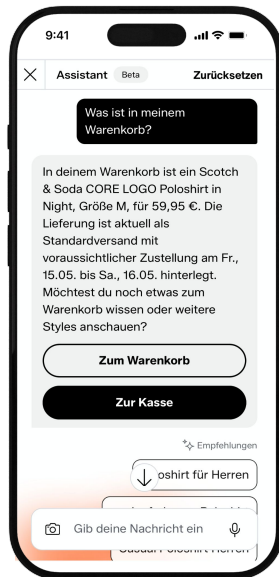 9:41
Assistant Beta Zurücksetzen
Was ist in meinem
Warenkorb?
In deinem Warenkorb ist ein Scotch
& Soda CORE LOGO Poloshirt in
Night, Größe M, für 59,95 €. Die
Lieferung ist aktuell als
Standardversand mit
voraussichtlicher Zustellung am Fr.,
15.05. bis Sa., 16.05. hinterlegt.
Möchtest du noch etwas zum
Warenkorb wissen oder weitere
Styles anschauen?
Zum Warenkorb
Zur Kasse
Empfehlungen
oshirt für Herren
Gib deine Nachricht ein
Casual Poloshirt Herren